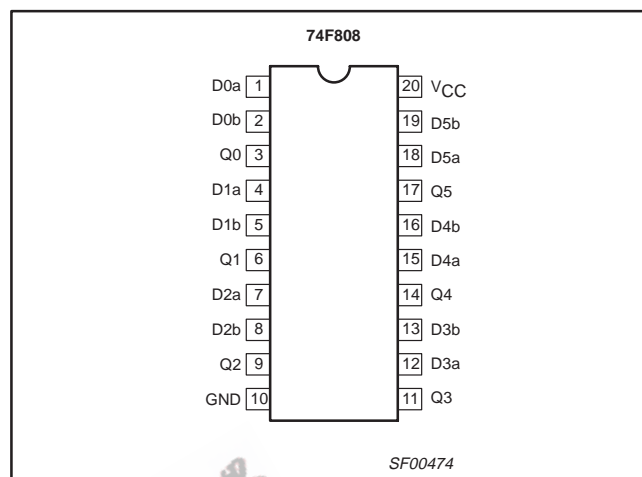 74F808
D0a 1
D0b 2
Q0 3
D1a 4
D1b 5
Q1 6
D2a 7
D2b 8
Q2 9
GND 10
20 VCC
19 D5b
18 D5a
17 Q5
16 D4b
15 D4a
14 Q4
13 D3b
12 D3a
11 Q3
SF00474